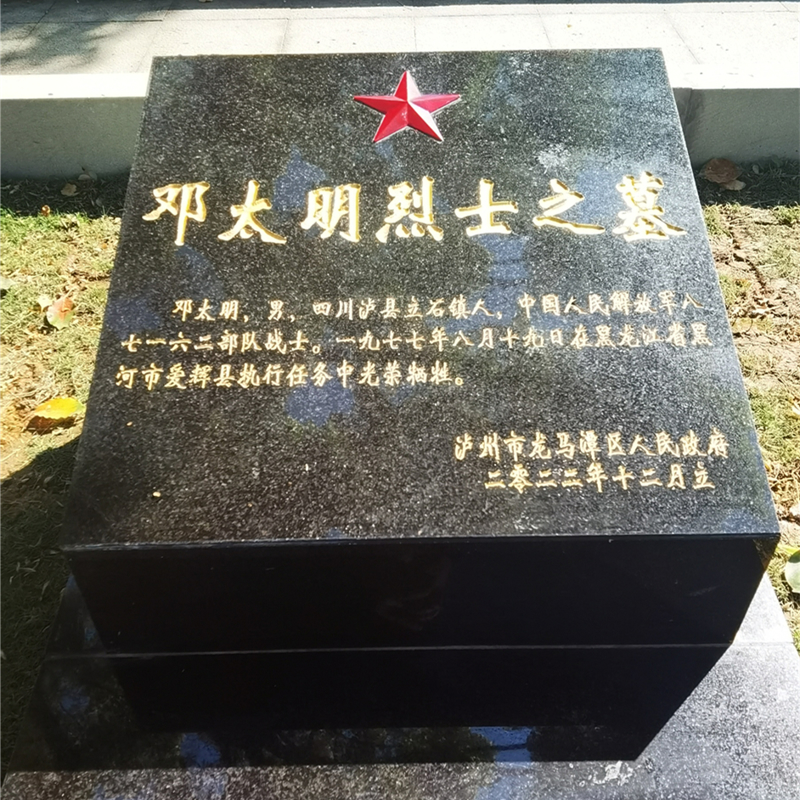 邓太明烈士之墓
邓太明，男，四川泸县立石镇人，中国人民解放军八
七一六二部队战士。一九七七年八月十九日在黑龙江省黑
河市爱辉县执行任务中光荣牺牲。
泸州市龙马潭区人民政府
二零二二年十二月立